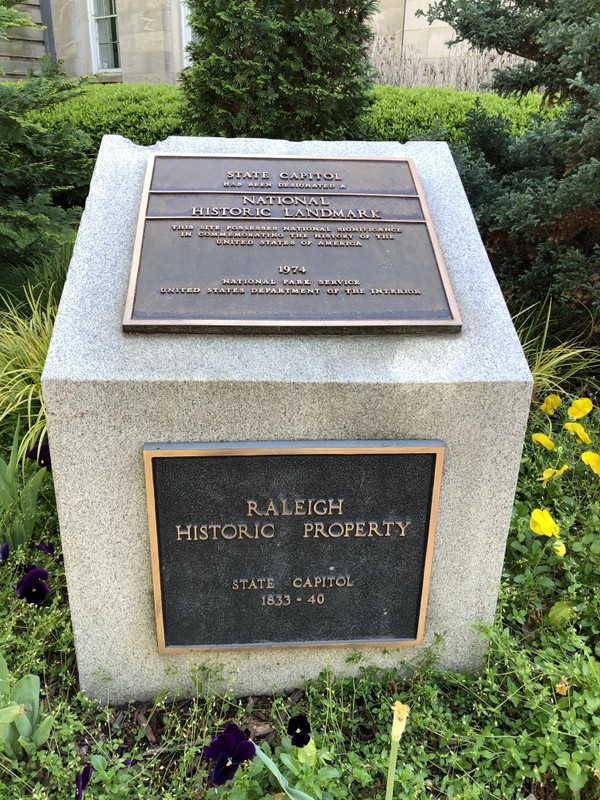 STATE CAPITOL
HAS BEEN DESIGNATED A
NATIONAL
HISTORIC LANDMARK
THIS SITE POSSESSES NATIONAL SIGNIFICANCE
IN COMMEMORATING THE HISTORY OF THE
UNITED STATES OF AMERICA
1974
NATIONAL PARK SERVICE
UNITED STATES DEPARTMENT OF THE INTERIOR
RALEIGH
HISTORIC PROPERTY
STATE CAPITOL
1833 - 40